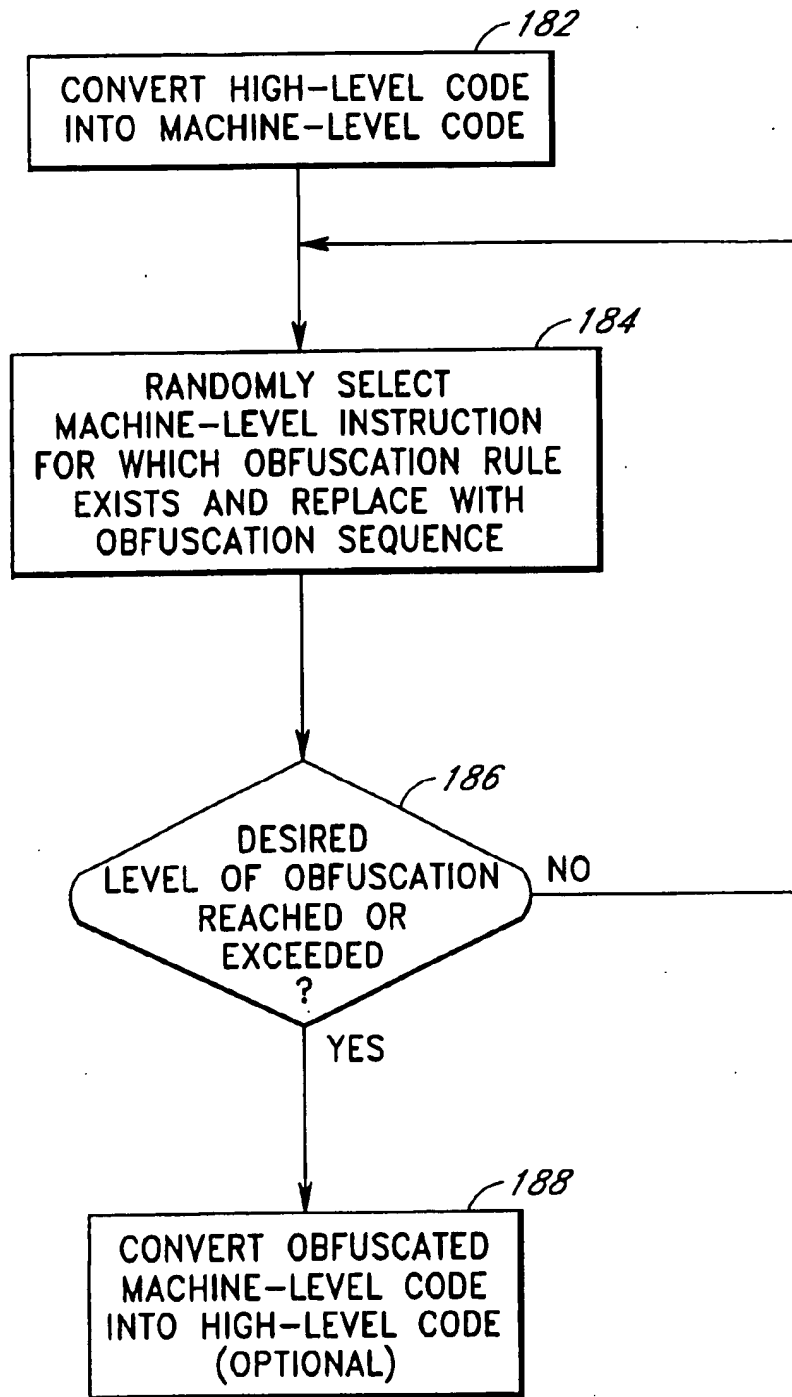 182
CONVERT HIGH-LEVEL CODE
INTO MACHINE-LEVEL CODE
184
RANDOMLY SELECT
MACHINE-LEVEL INSTRUCTION
FOR WHICH OBFUSCATION RULE
EXISTS AND REPLACE WITH
OBFUSCATION SEQUENCE
186
DESIRED
LEVEL OF OBFUSCATION
REACHED OR
EXCEEDED
?
NO
YES
188
CONVERT OBFUSCATED
MACHINE-LEVEL CODE
INTO HIGH-LEVEL CODE
(OPTIONAL)